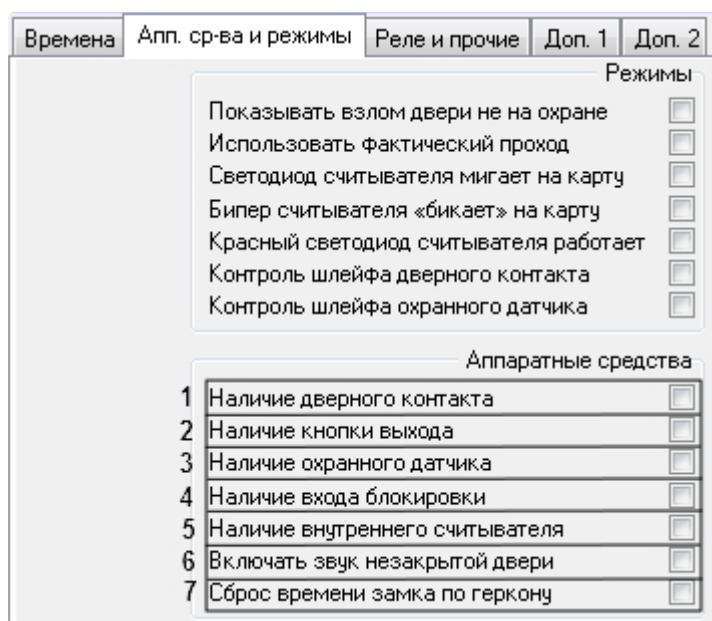 Времена Апп. ср-ва и режимы Реле и прочие Доп. 1 Доп. 2
Режимы
Показывать взлом двери не на охране
Использовать фактический проход
Светодиод считывателя мигает на карту
Бипер считывателя «бикает» на карту
Красный светодиод считывателя работает
Контроль шлейфа дверного контакта
Контроль шлейфа охранного датчика
Аппаратные средства
1 Наличие дверного контакта
2 Наличие кнопки выхода
3 Наличие охранного датчика
4 Наличие входа блокировки
5 Наличие внутреннего считывателя
6 Включать звук незакрытой двери
7 Сброс времени замка по геркону